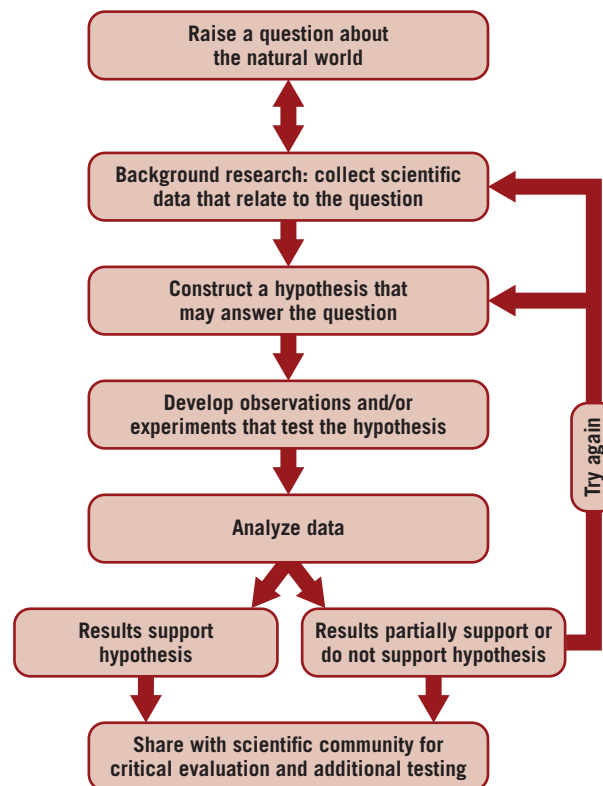 Raise a question about
the natural world
Background research: collect scientific
data that relate to the question
Construct a hypothesis that
may answer the question
Develop observations and/or
experiments that test the hypothesis
Try again
Analyze data
Results support
hypothesis
Results partially support or
do not support hypothesis
Share with scientific community for
critical evaluation and additional testing